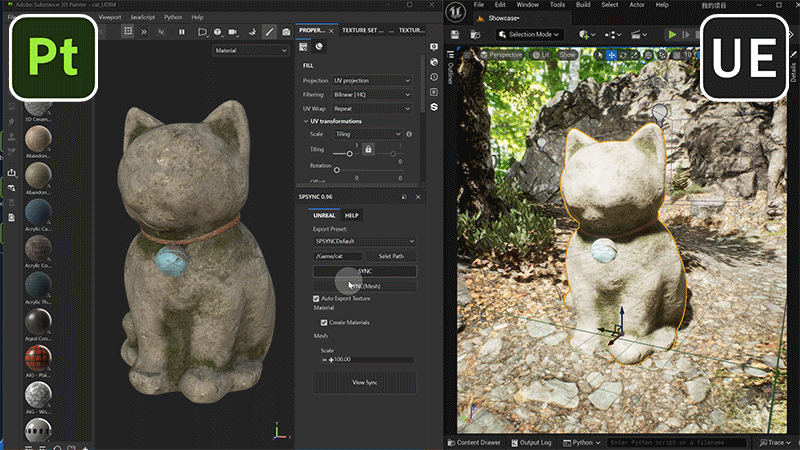 Adobe Substance 3D Painter - cat_UDIM
Viewport JavaScript Python Help
Pt
Material
3D Ceram...
Abandon...
Abandon...
Acrylic Ca...
Acrylic Co...
Acrylic Th...
Aged Con...
AIG - Plai...
AIG - Wo...
PROPER...
TEXTURE SET ...
TEXTUR...
FILL
Projection UV projection
Filtering Bilinear | HQ
UV Wrap Repeat
UV transformations
Scale Tiling
Tiling 1 1
Rotation 0
Offset 0 0
SPSYNC 0.96
UNREAL HELP
Export Preset:
SPSYNCDefault
/Game/cat Selet Path
SYNC
SYNC(Mesh)
Auto Export Texture
Material
Create Materials
Mesh
Scale
100.00
View Sync
File Edit Window Tools Build Select Actor Help 我的项目
Showcase*
Selection Mode
Perspective Lit Show
UE
Outliner
Details
Content Drawer Output Log Python Enter Python script or a filename Trace